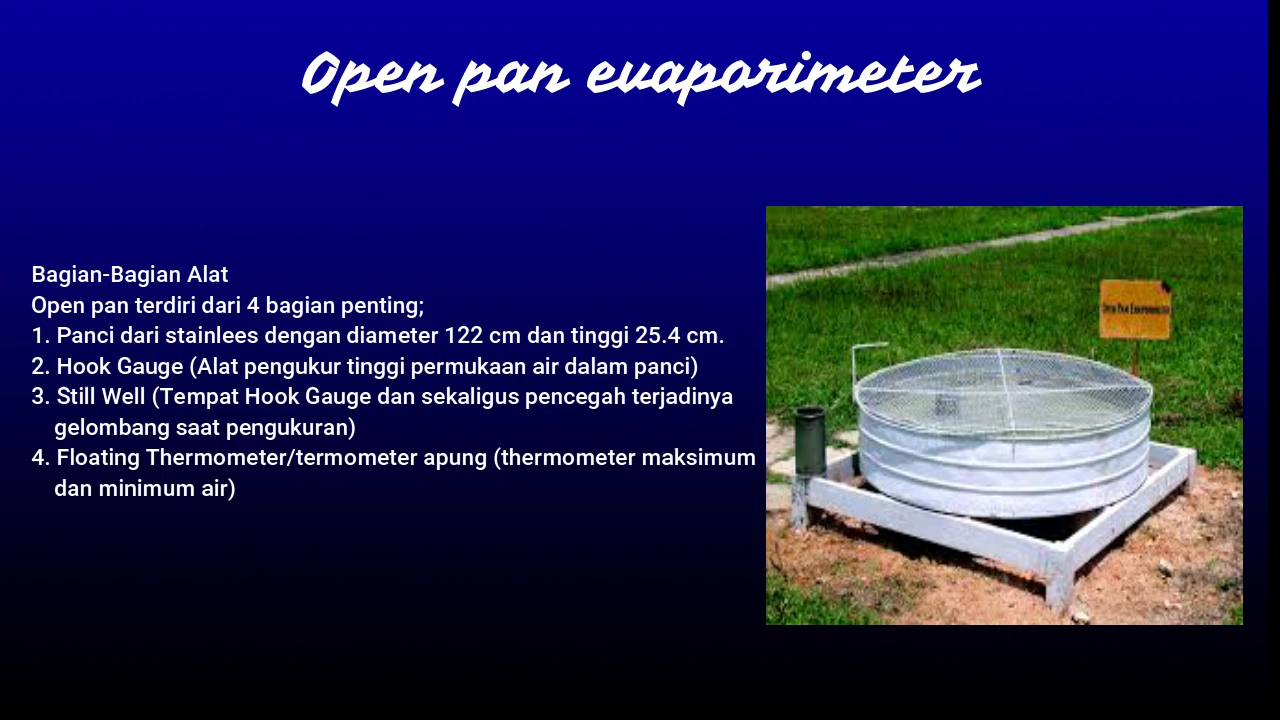 Open pan evaporimeter
Bagian-Bagian Alat
Open pan terdiri dari 4 bagian penting;
1. Panci dari stainlees dengan diameter 122 cm dan tinggi 25.4 cm.
2. Hook Gauge (Alat pengukur tinggi permukaan air dalam panci)
3. Still Well (Tempat Hook Gauge dan sekaligus pencegah terjadinya
gelombang saat pengukuran)
4. Floating Thermometer/termometer apung (thermometer maksimum
dan minimum air)
OPEN PAN EVAPORIMETER